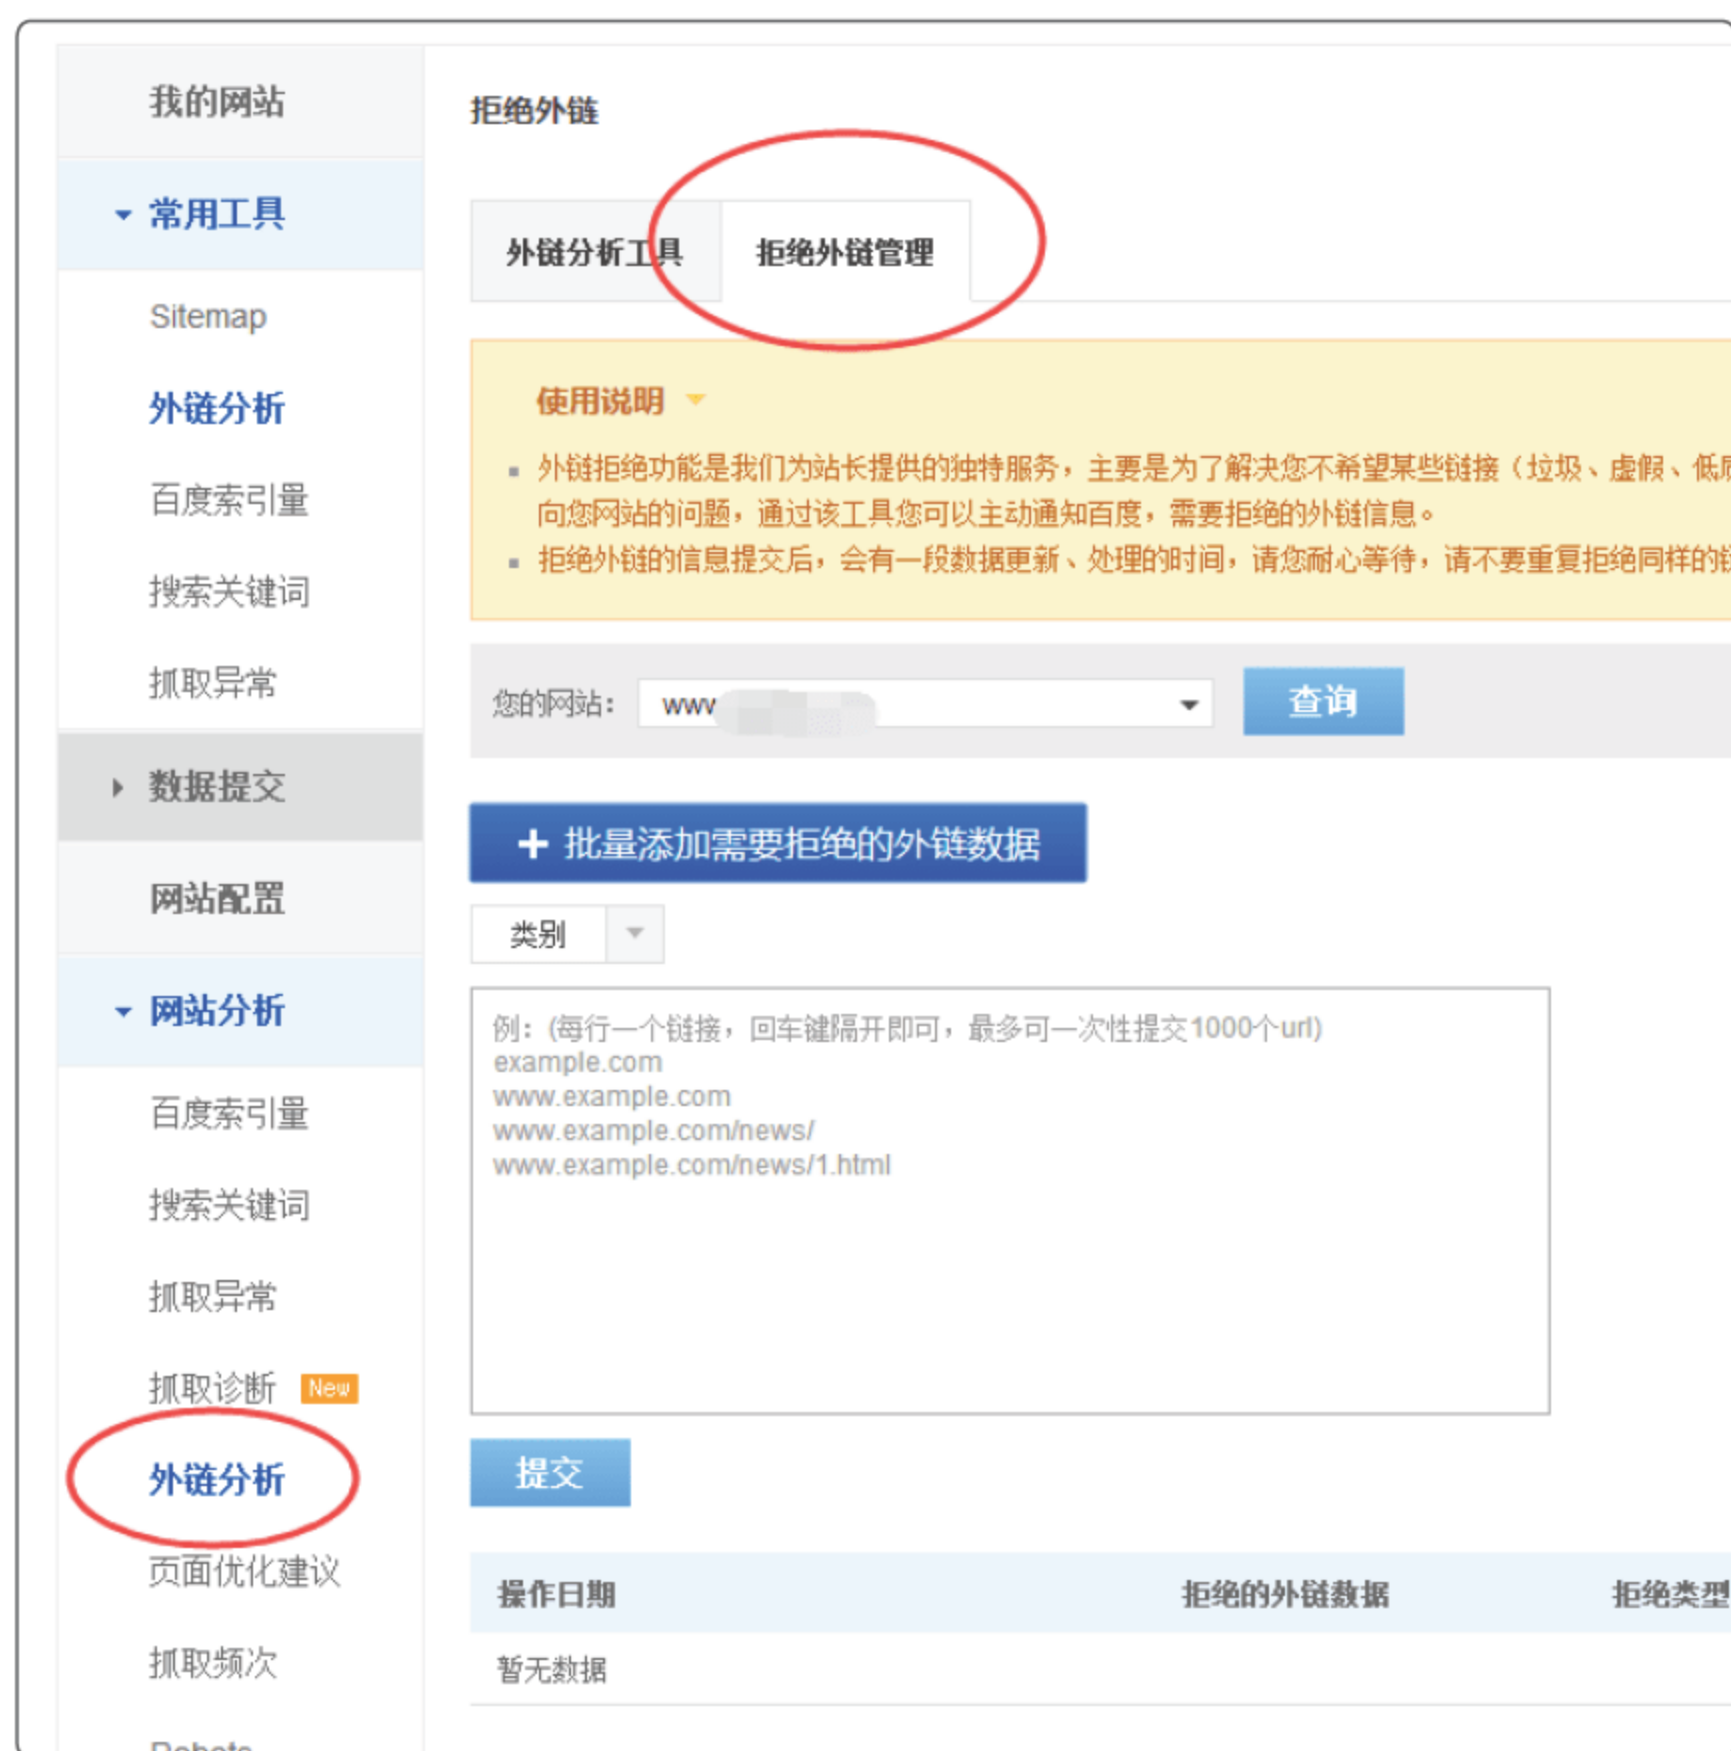 我的网站
常用工具
Sitemap
外链分析
百度索引量
搜索关键词
抓取异常
数据提交
网站配置
网站分析
百度索引量
搜索关键词
抓取异常
抓取诊断 New
外链分析
页面优化建议
抓取频次
Robots
拒绝外链
外链分析工具 拒绝外链管理
使用说明
外链拒绝功能是我们为站长提供的独特服务，主要是为了解决您不希望某些链接（垃圾、虚假、低质
向您网站的问题，通过该工具您可以主动通知百度，需要拒绝的外链信息。
拒绝外链的信息提交后，会有一段数据更新、处理的时间，请您耐心等待，请不要重复拒绝同样的链
您的网站： www 查询
+ 批量添加需要拒绝的外链数据
类别
例：(每行一个链接，回车键隔开即可，最多可一次性提交1000个url)
example.com
www.example.com
www.example.com/news/
www.example.com/news/1.html
提交
操作日期 拒绝的外链数据 拒绝类型
暂无数据